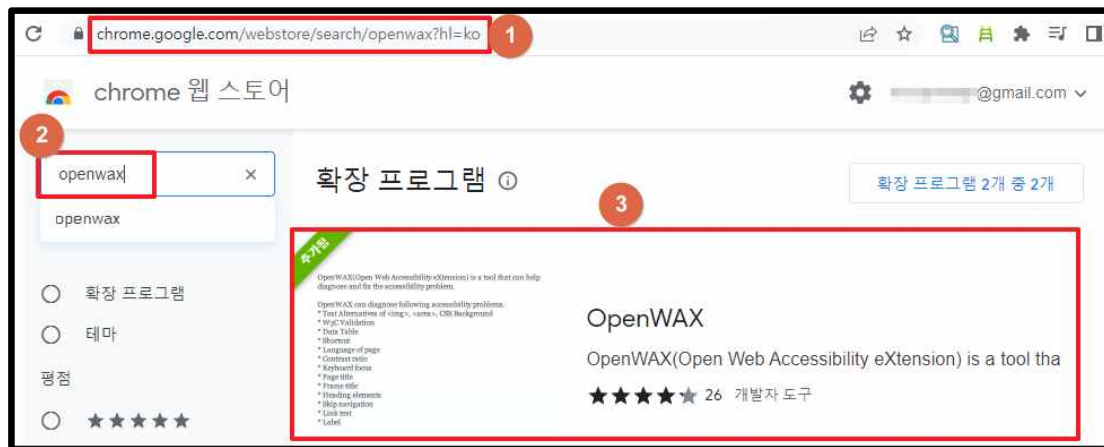 chrome.google.com/webstore/search/openwax?hl=ko
1
chrome 웹 스토어
@gmail.com
2
openwax
openwax
확장 프로그램
확장 프로그램 2개 중 2개
3
확장 프로그램
테마
평점
추가됨
OpenWAX(Open Web Accessibility eXtension) is a tool that can help
diagnose and fix the accessibility problem.
OpenWAX can diagnose following accessibility problems.
* Text Alternatives of <img>, <area>, CSS Background
* W3C Validation
* Data Table
* Shortcut
* Language of page
* Contrast ratio
* Keyboard focus
* Page title
* Frame title
* Heading elements
* Skip navigation
* Link text
* Label
OpenWAX
OpenWAX(Open Web Accessibility eXtension) is a tool tha
26 개발자 도구